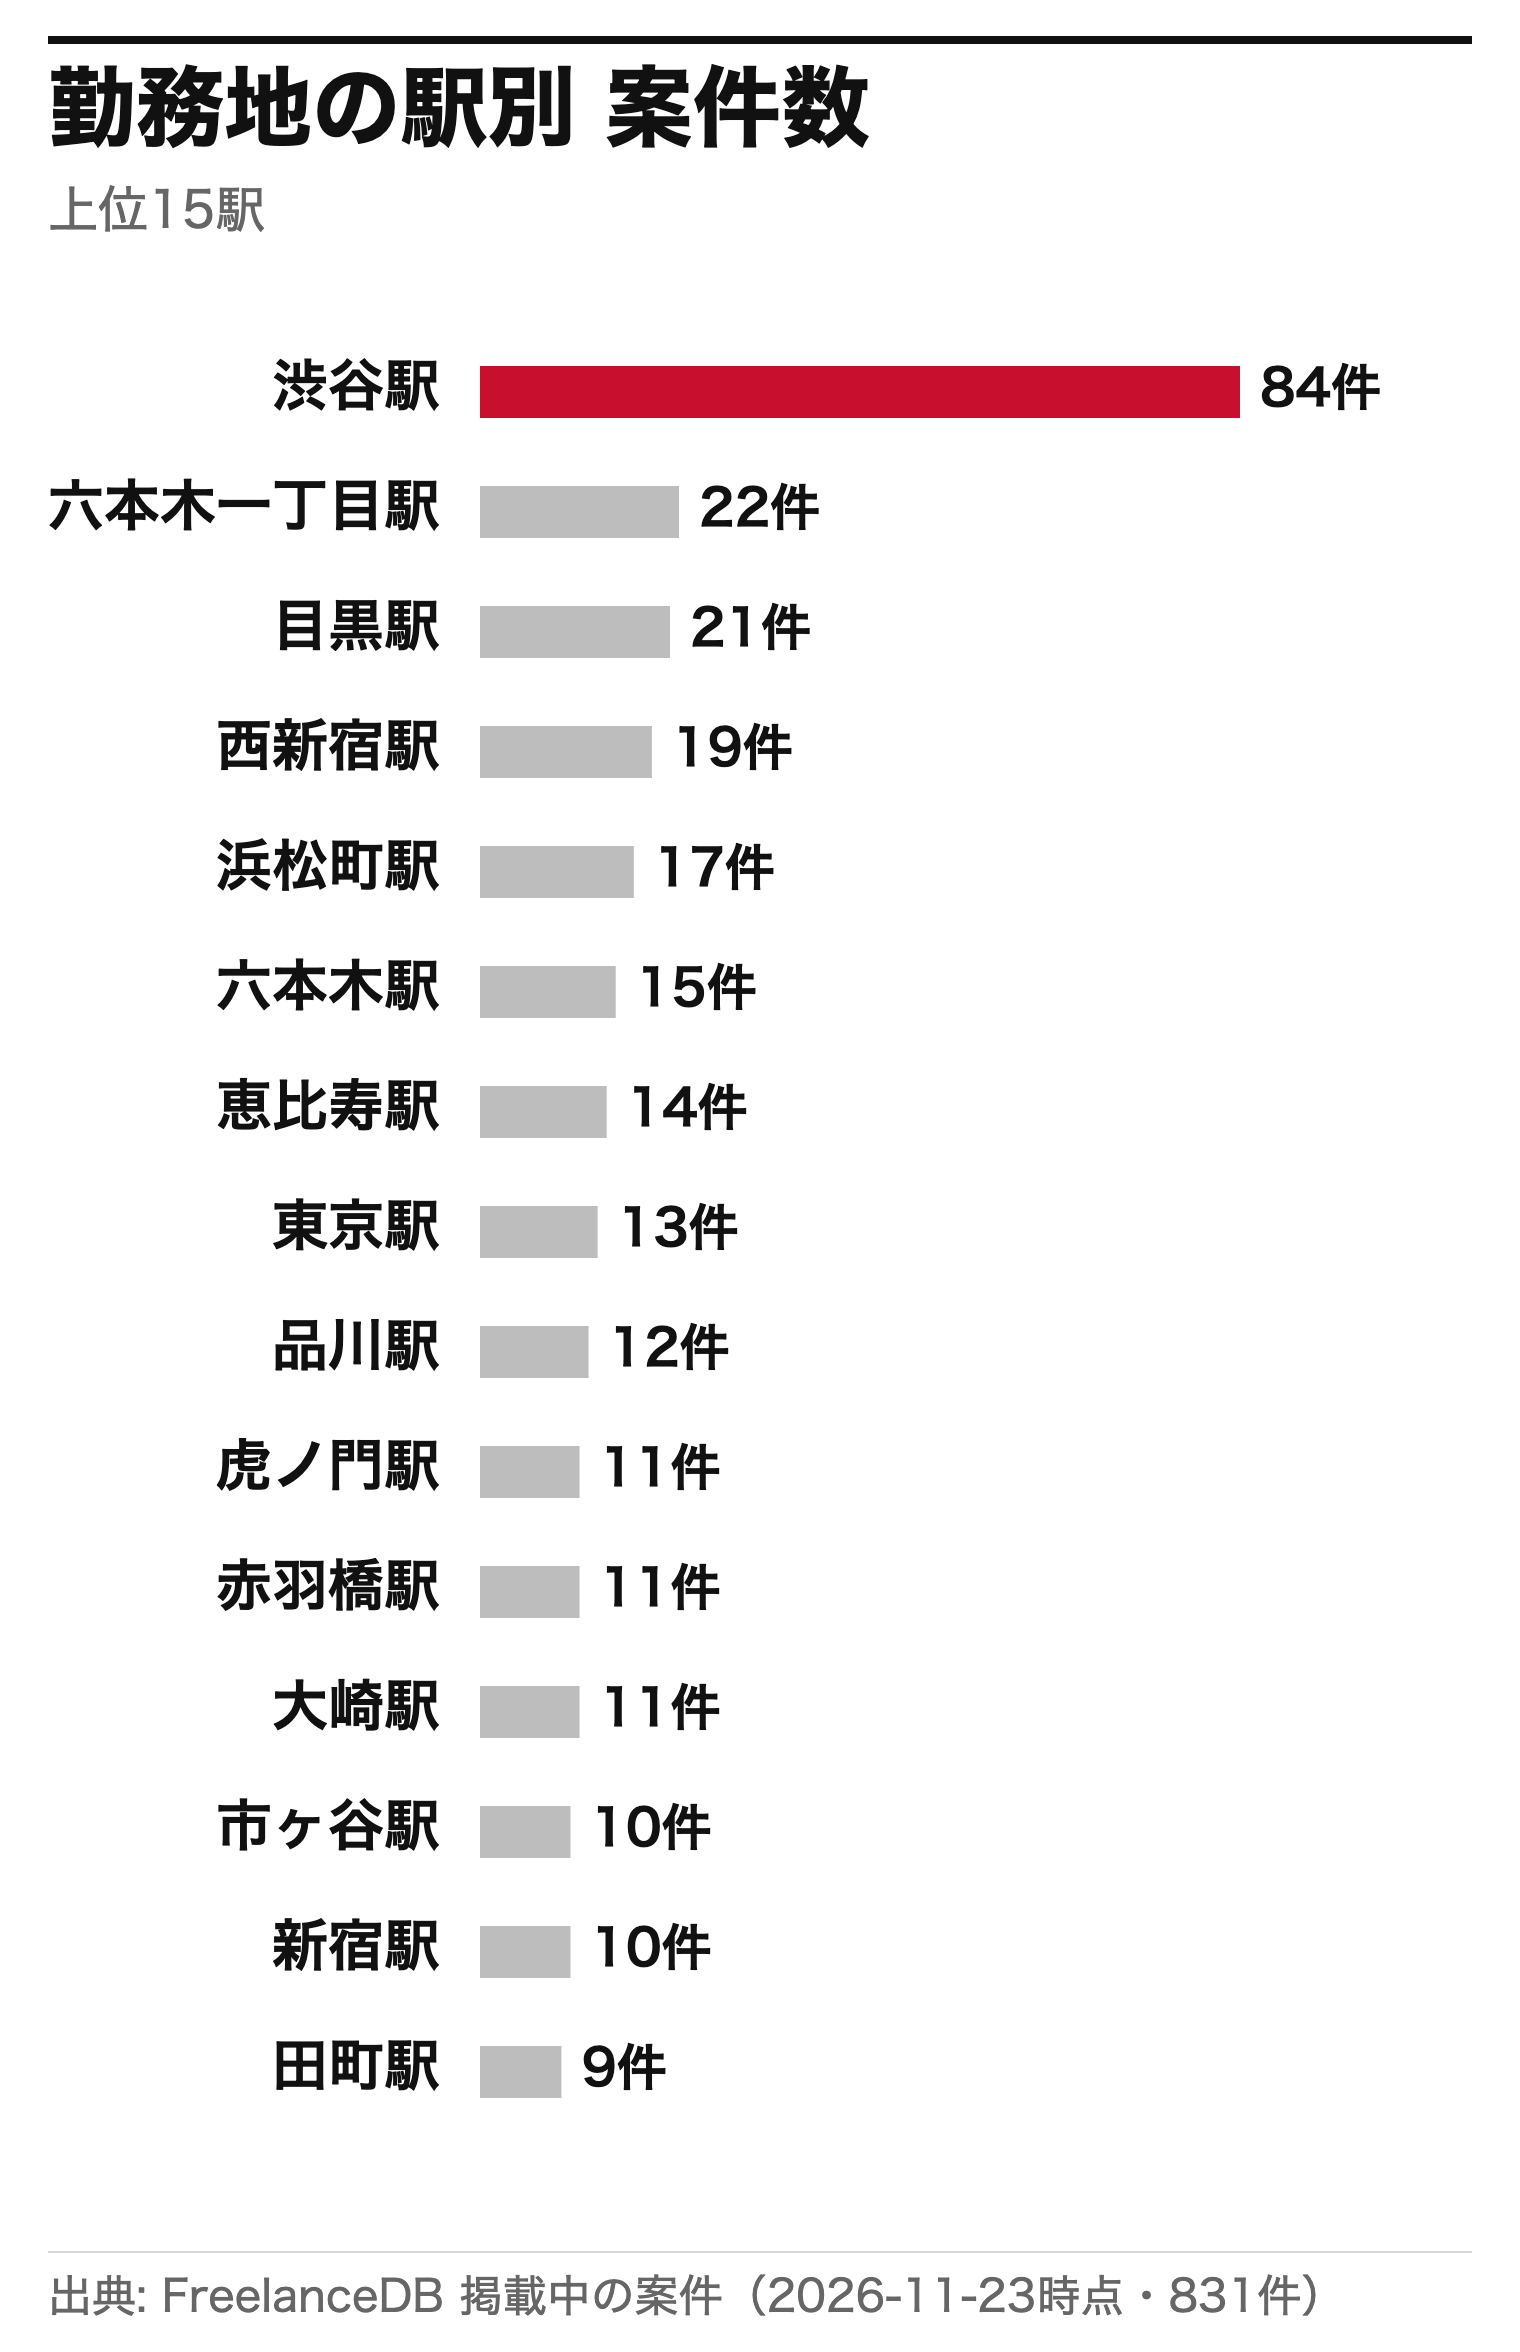 勤務地の駅別 案件数
上位15駅
渋谷駅 84件
六本木一丁目駅 22件
目黒駅 21件
西新宿駅 19件
浜松町駅 17件
六本木駅 15件
恵比寿駅 14件
東京駅 13件
品川駅 12件
虎ノ門駅 11件
赤羽橋駅 11件
大崎駅 11件
市ヶ谷駅 10件
新宿駅 10件
田町駅 9件
出典: FreelanceDB 掲載中の案件（2026-11-23時点・831件）